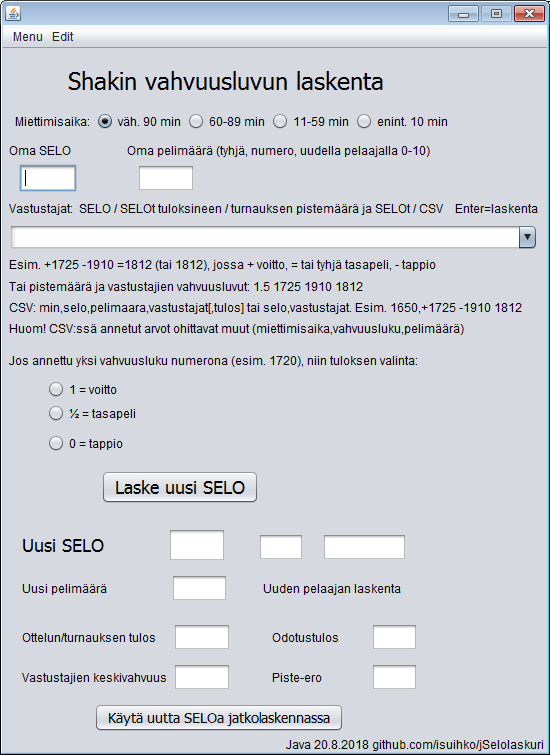 Menu Edit
Shakin vahvuusluvun laskenta
Miettimisaika: väh. 90 min 60-89 min 11-59 min enint. 10 min
Oma SELO Oma pelimäärä (tyhjä, numero, uudella pelaajalla 0-10)
Vastustajat: SELO / SELOt tuloksineen / turnauksen pistemäärä ja SELOt / CSV Enter=laskenta
Esim. +1725 -1910 =1812 (tai 1812), jossa + voitto, = tai tyhjä tasapeli, - tappio
Tai pistemäärä ja vastustajien vahvuusluvut: 1.5 1725 1910 1812
CSV: min,selo,pelimaara,vastustajat[,tulos] tai selo,vastustajat. Esim. 1650,+1725 -1910 1812
Huom! CSV:ssä annetut arvot ohittavat muut (miettimisaika,vahvuusluku,pelimäärä)
Jos annettu yksi vahvuusluku numerona (esim. 1720), niin tuloksen valinta:
1 = voitto
½ = tasapeli
0 = tappio
Laske uusi SELO
Uusi SELO
Uusi pelimäärä Uuden pelaajan laskenta
Ottelun/turnauksen tulos Odotustulos
Vastustajien keskivahvuus Piste-ero
Käytä uutta SELOa jatkolaskennassa
Java 20.8.2018 github.com/isuihko/jSelolaskuri